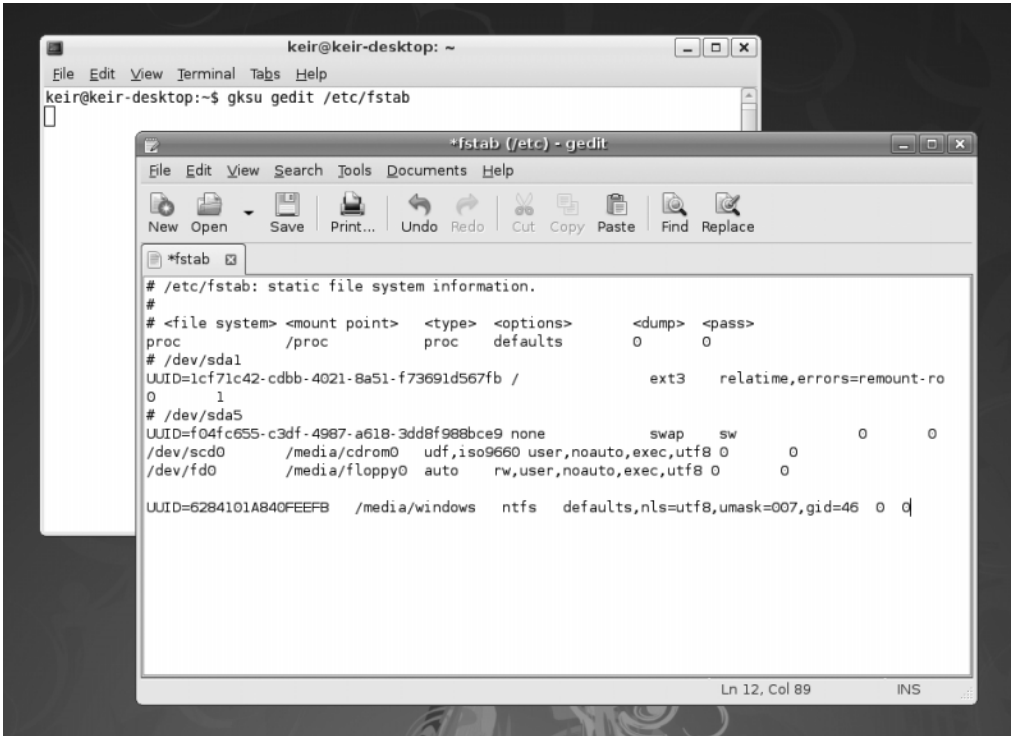 keir@keir-desktop: ~
File Edit View Terminal Tabs Help
keir@keir-desktop:~$ gksu gedit /etc/fstab
*fstab (/etc) - gedit
File Edit View Search Tools Documents Help
New Open Save Print... Undo Redo Cut Copy Paste Find Replace
*fstab
# /etc/fstab: static file system information.
#
# <file system> <mount point> <type> <options> <dump> <pass>
proc /proc proc defaults 0 0
# /dev/sda1
UUID=1cf71c42-cdbb-4021-8a51-f73691d567fb / ext3 relatime,errors=remount-ro
0 1
# /dev/sda5
UUID=f04fc655-c3df-4987-a618-3dd8f988bce9 none swap sw 0 0
/dev/scd0 /media/cdrom0 udf,iso9660 user,noauto,exec,utf8 0 0
/dev/fd0 /media/floppy0 auto rw,user,noauto,exec,utf8 0 0
UUID=6284101A840FEEFB /media/windows ntfs defaults,nls=utf8,umask=007,gid=46 0 0
Ln 12, Col 89 INS